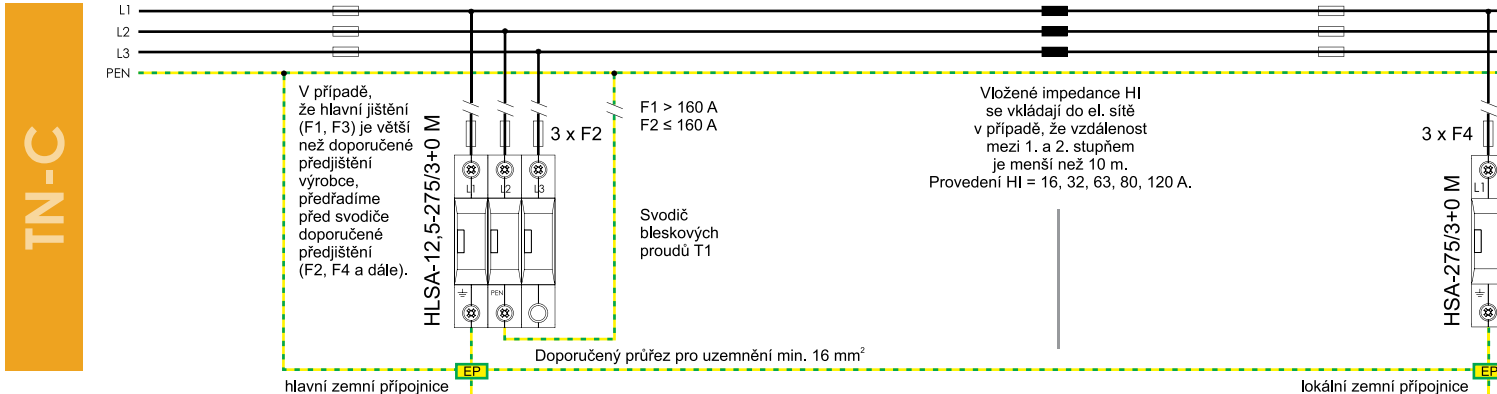 TN-C
L1
L2
L3
PEN
V případě,
že hlavní jištění
(F1, F3) je větší
než doporučené
předjištění
výrobce,
předřadíme
před svodiče
doporučené
předjištění
(F2, F4 a dále).
HLSA-12,5-275/3+0 M
3 x F2
L1
L2
L3
PEN
F1 > 160 A
F2 ≤ 160 A
Svodič
bleskových
proudů T1
Vložené impedance HI
se vkládají do el. sítě
v případě, že vzdálenost
mezi 1. a 2. stupňem
je menší než 10 m.
Provedení HI = 16, 32, 63, 80, 120 A.
3 x F4
HSA-275/3+0 M
L1
Doporučený průřez pro uzemnění min. 16 mm²
EP
hlavní zemní přípojnice
EP
lokální zemní přípojnice